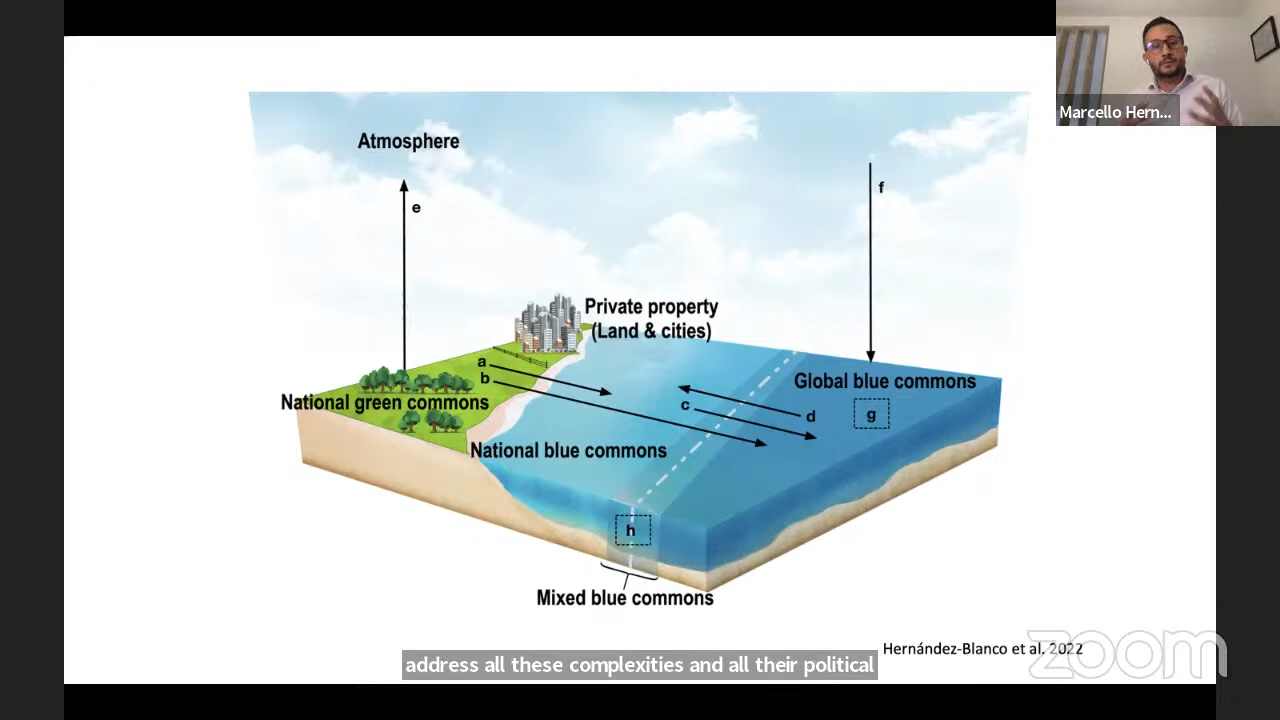 Marcello Hern...
Atmosphere
e
f
Private property
(Land & cities)
a
b
Global blue commons
National green commons
c
d
g
National blue commons
h
Mixed blue commons
Hernández-Blanco et al. 2022
zoom
address all these complexities and all their political